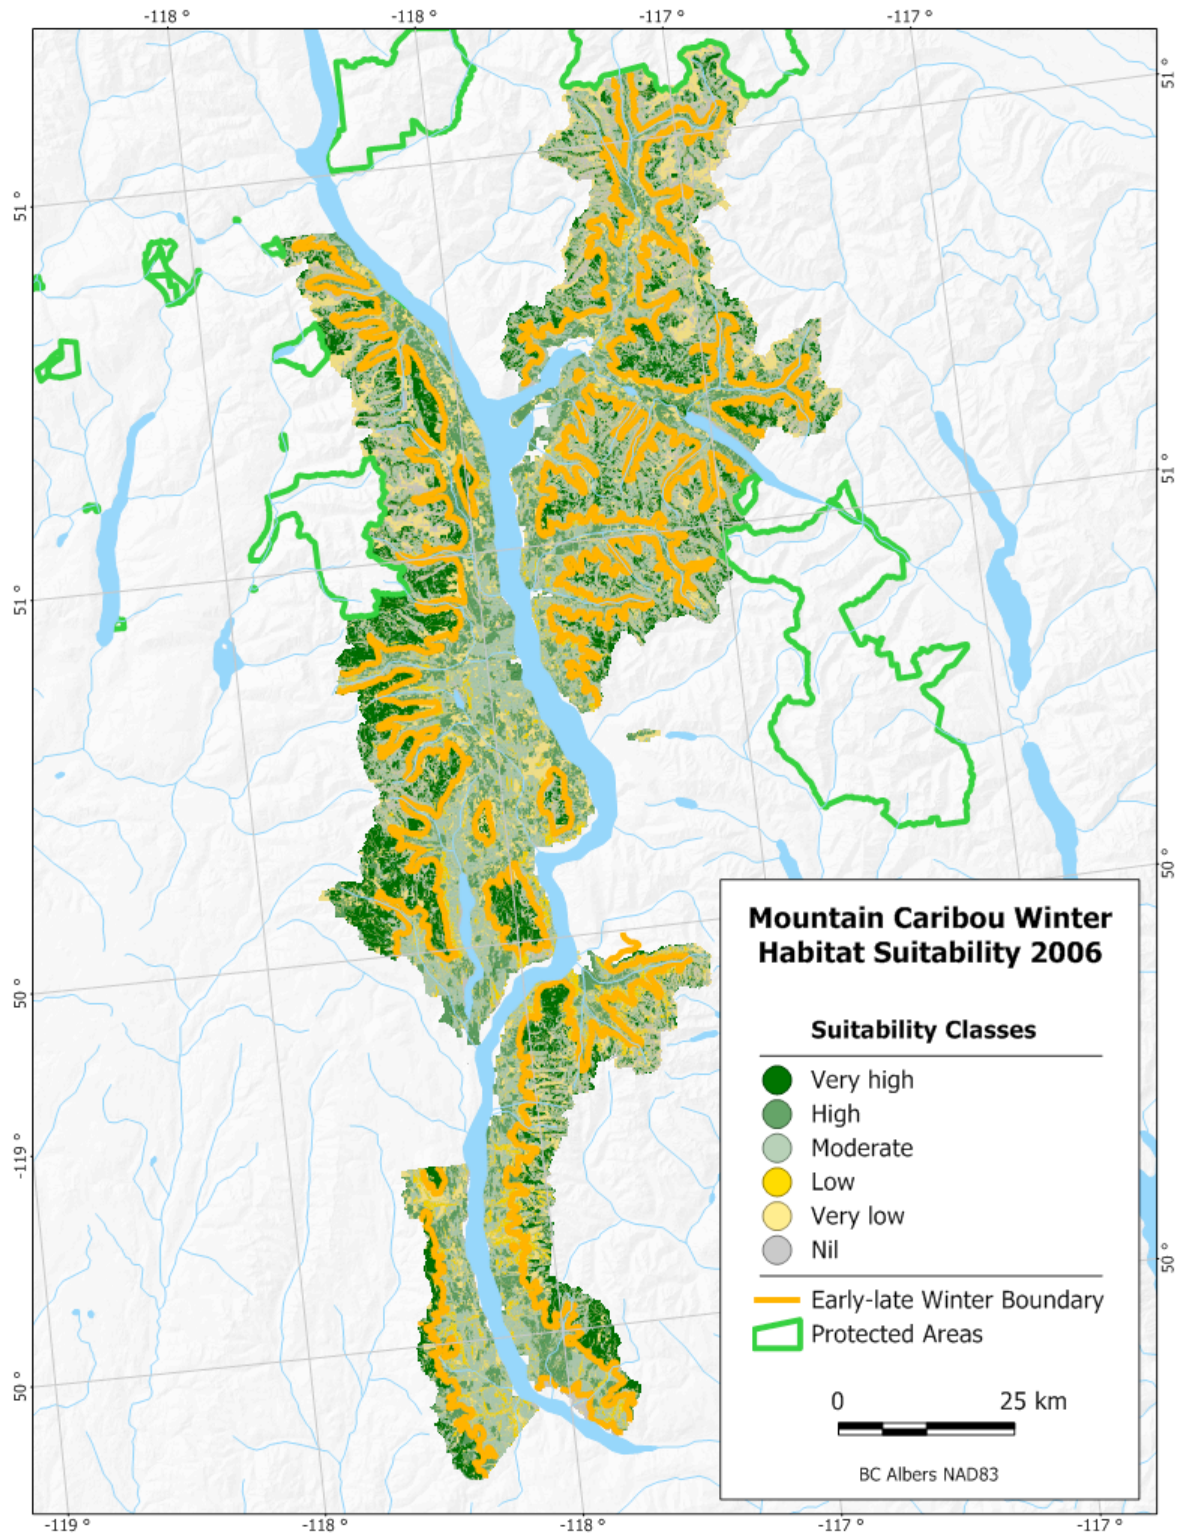 -118 °
-118 °
-117 °
-117 °
51 °
51 °
51 °
51 °
50 °
50 °
-119 °
50 °
50 °
Mountain Caribou Winter
Habitat Suitability 2006
Suitability Classes
Very high
High
Moderate
Low
Very low
Nil
Early-late Winter Boundary
Protected Areas
0 25 km
BC Albers NAD83
-119 °
-118 °
-118 °
-117 °
-117 °